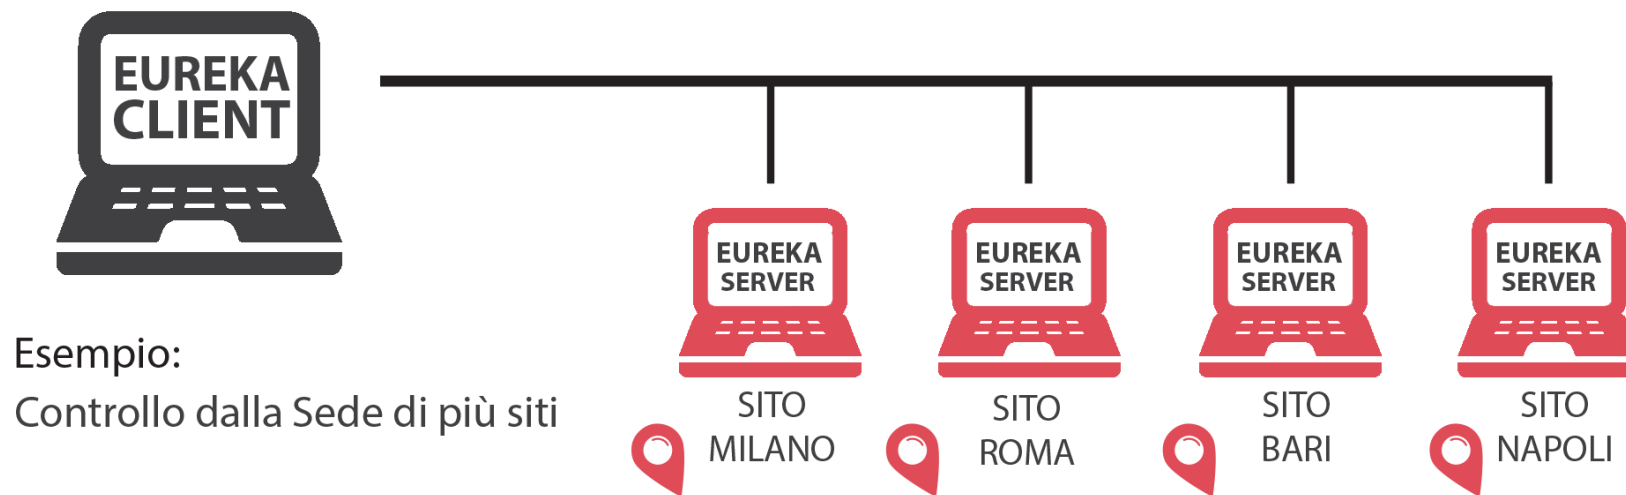 EUREKA
CLIENT
EUREKA
SERVER
EUREKA
SERVER
EUREKA
SERVER
EUREKA
SERVER
Esempio:
Controllo dalla Sede di più siti
SITO
MILANO
SITO
ROMA
SITO
BARI
SITO
NAPOLI